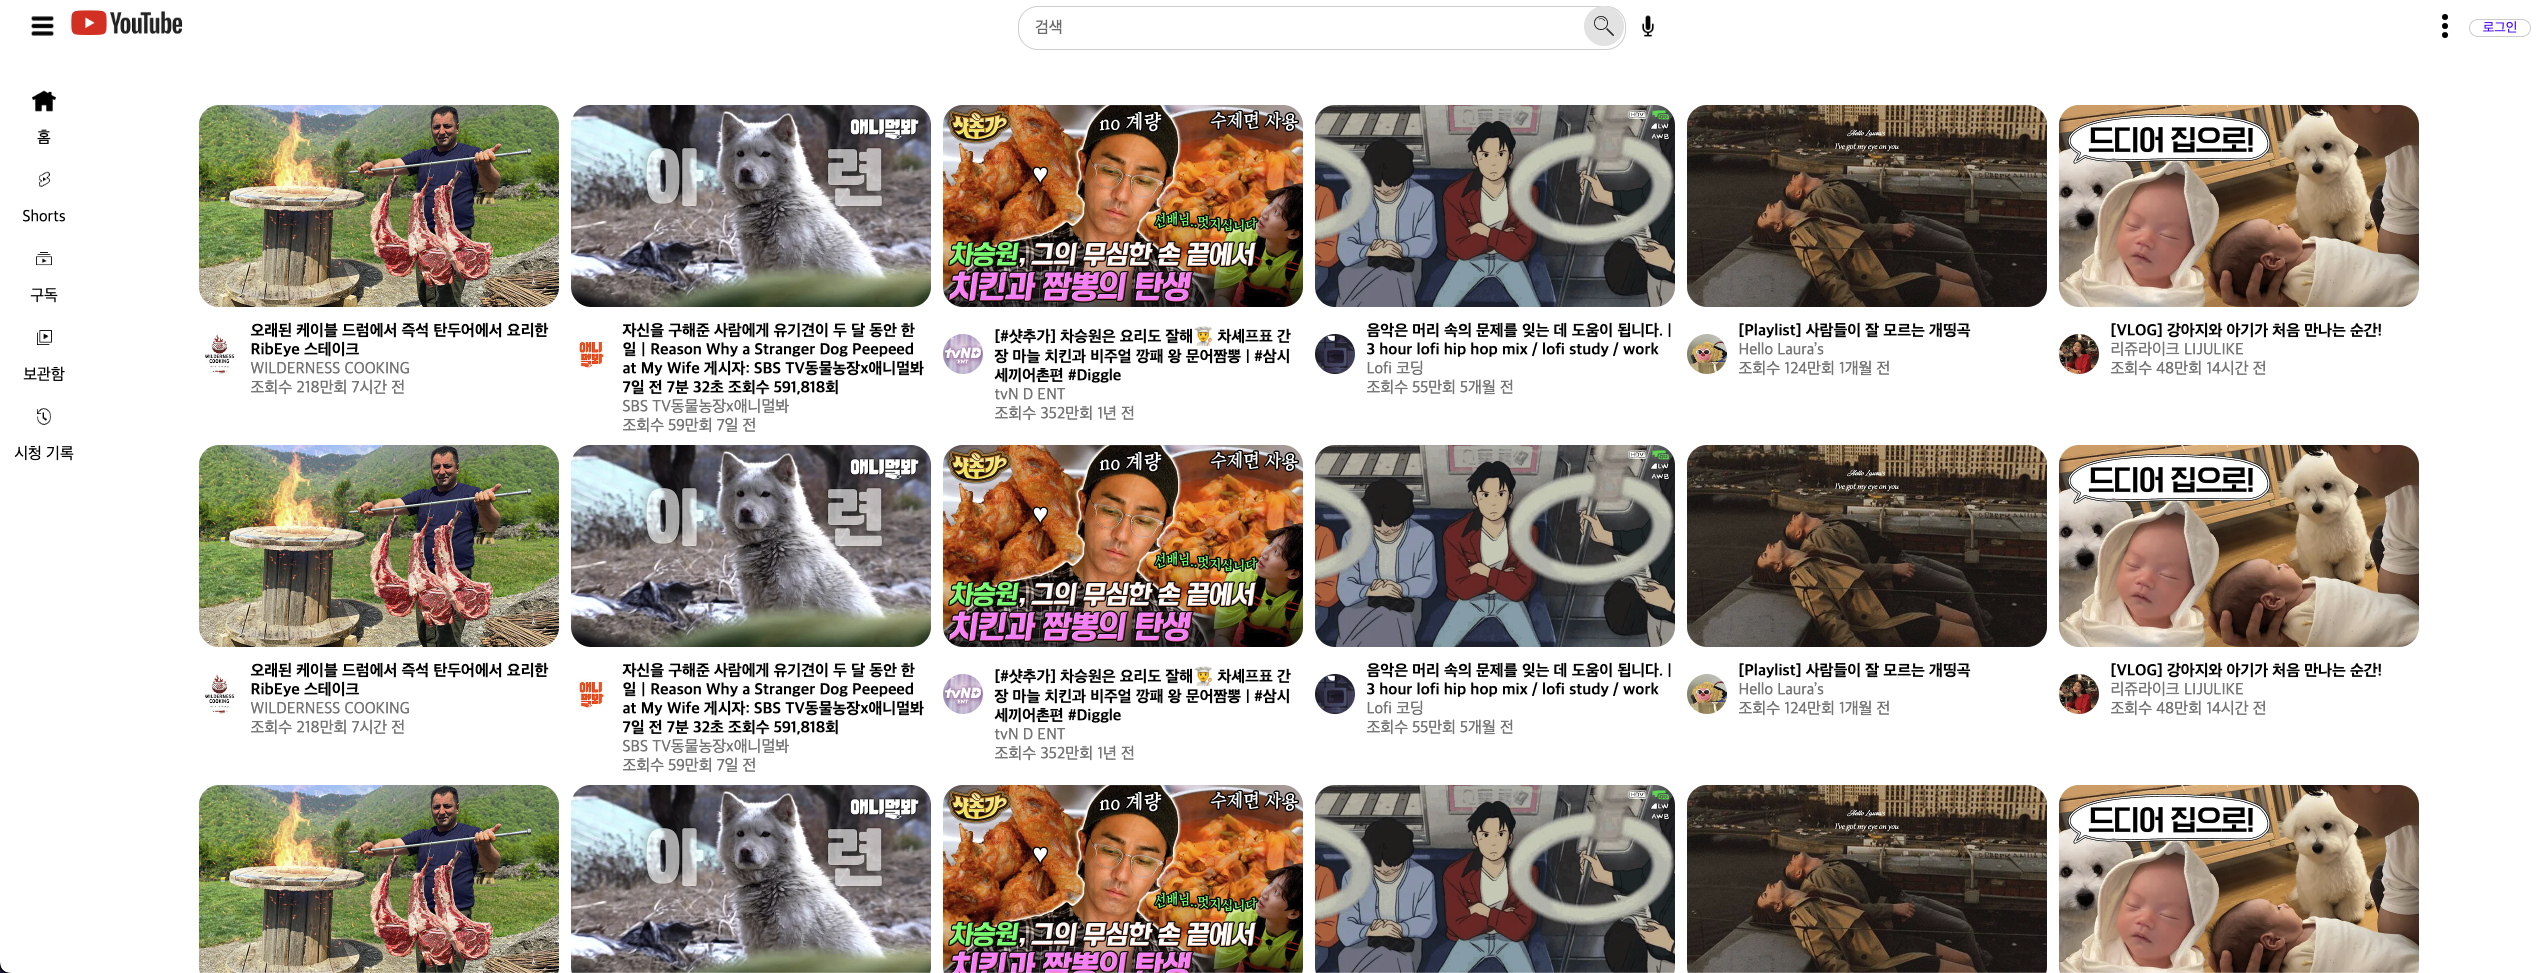 YouTube
검색
로그인
홈
Shorts
구독
보관함
시청 기록
애니멀봐
아 련
샷추가
no 계량
수제면 사용
선배님..멋지십니다
차승원, 그의 무심한 손 끝에서
치킨과 짬뽕의 탄생
AWB
Hello Laura's
I've got my eye on you
드디어 집으로!
WILDERNESS
COOKING
오래된 케이블 드럼에서 즉석 탄두어에서 요리한
RibEye 스테이크
WILDERNESS COOKING
조회수 218만회 7시간 전
애니
멀봐
자신을 구해준 사람에게 유기견이 두 달 동안 한
일 | Reason Why a Stranger Dog Peepeed
at My Wife 게시자: SBS TV동물농장x애니멀봐
7일 전 7분 32초 조회수 591,818회
SBS TV동물농장x애니멀봐
조회수 59만회 7일 전
tvND
ENT
[#샷추가] 차승원은 요리도 잘해👨‍🍳 차셰프표 간
장 마늘 치킨과 비주얼 깡패 왕 문어짬뽕 | #삼시
세끼어촌편 #Diggle
tvN D ENT
조회수 352만회 1년 전
음악은 머리 속의 문제를 잊는 데 도움이 됩니다. |
3 hour lofi hip hop mix / lofi study / work
Lofi 코딩
조회수 55만회 5개월 전
[Playlist] 사람들이 잘 모르는 개띵곡
Hello Laura's
조회수 124만회 1개월 전
[VLOG] 강아지와 아기가 처음 만나는 순간!
리쥬라이크 LIJULIKE
조회수 48만회 14시간 전
애니멀봐
아 련
샷추가
no 계량
수제면 사용
선배님..멋지십니다
차승원, 그의 무심한 손 끝에서
치킨과 짬뽕의 탄생
AWB
Hello Laura's
I've got my eye on you
드디어 집으로!
WILDERNESS
COOKING
오래된 케이블 드럼에서 즉석 탄두어에서 요리한
RibEye 스테이크
WILDERNESS COOKING
조회수 218만회 7시간 전
애니
멀봐
자신을 구해준 사람에게 유기견이 두 달 동안 한
일 | Reason Why a Stranger Dog Peepeed
at My Wife 게시자: SBS TV동물농장x애니멀봐
7일 전 7분 32초 조회수 591,818회
SBS TV동물농장x애니멀봐
조회수 59만회 7일 전
tvND
ENT
[#샷추가] 차승원은 요리도 잘해👨‍🍳 차셰프표 간
장 마늘 치킨과 비주얼 깡패 왕 문어짬뽕 | #삼시
세끼어촌편 #Diggle
tvN D ENT
조회수 352만회 1년 전
음악은 머리 속의 문제를 잊는 데 도움이 됩니다. |
3 hour lofi hip hop mix / lofi study / work
Lofi 코딩
조회수 55만회 5개월 전
[Playlist] 사람들이 잘 모르는 개띵곡
Hello Laura's
조회수 124만회 1개월 전
[VLOG] 강아지와 아기가 처음 만나는 순간!
리쥬라이크 LIJULIKE
조회수 48만회 14시간 전
애니멀봐
아 련
샷추가
no 계량
수제면 사용
선배님..멋지십니다
차승원, 그의 무심한 손 끝에서
치킨과 짬뽕의 탄생
AWB
Hello Laura's
I've got my eye on you
드디어 집으로!